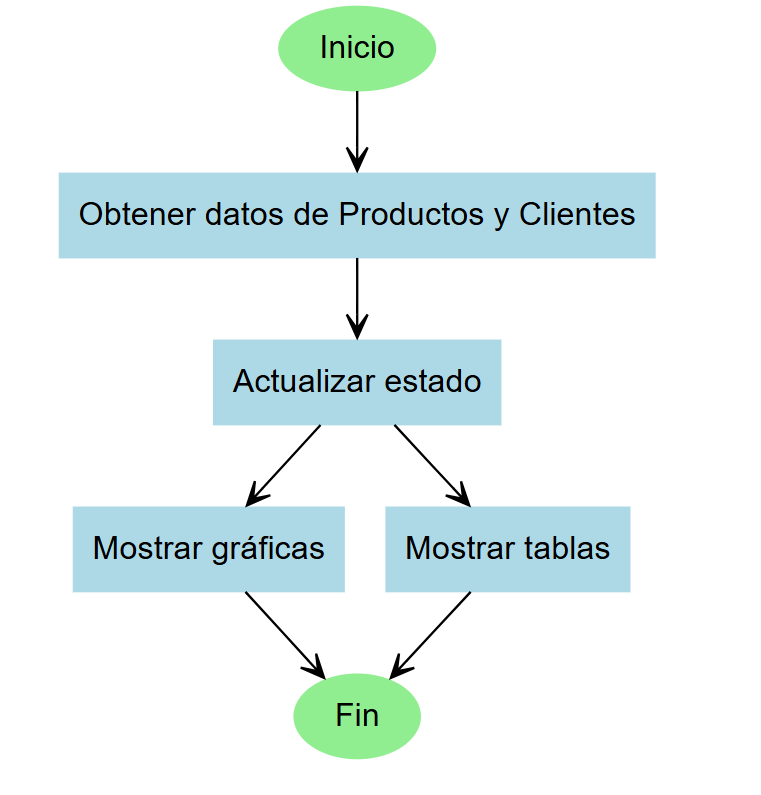 Inicio
Obtener datos de Productos y Clientes
Actualizar estado
Mostrar gráficas
Mostrar tablas
Fin